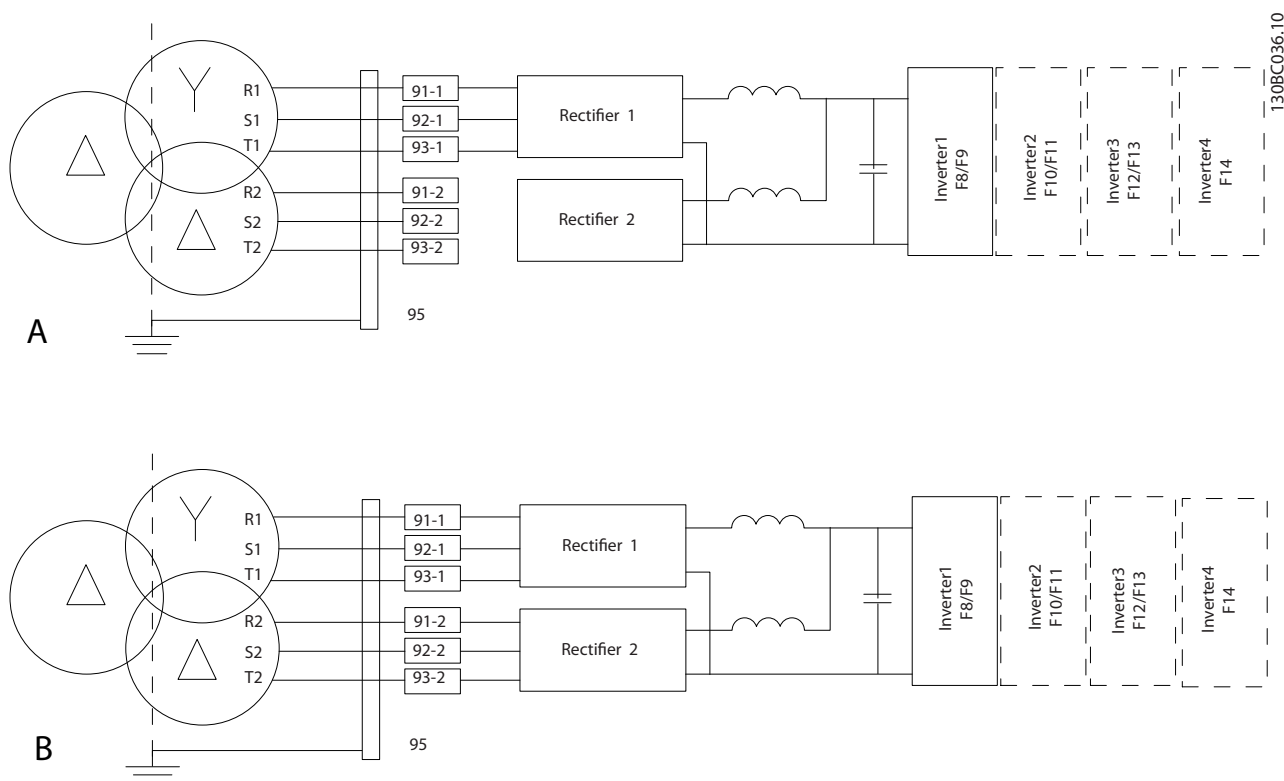 130BC036.10
R1
S1
T1
R2
S2
T2
91-1
92-1
93-1
91-2
92-2
93-2
95
Rectifier 1
Rectifier 2
Inverter1
F8/F9
Inverter2
F10/F11
Inverter3
F12/F13
Inverter4
F14
A
R1
S1
T1
R2
S2
T2
91-1
92-1
93-1
91-2
92-2
93-2
95
Rectifier 1
Rectifier 2
Inverter1
F8/F9
Inverter2
F10/F11
Inverter3
F12/F13
Inverter4
F14
B